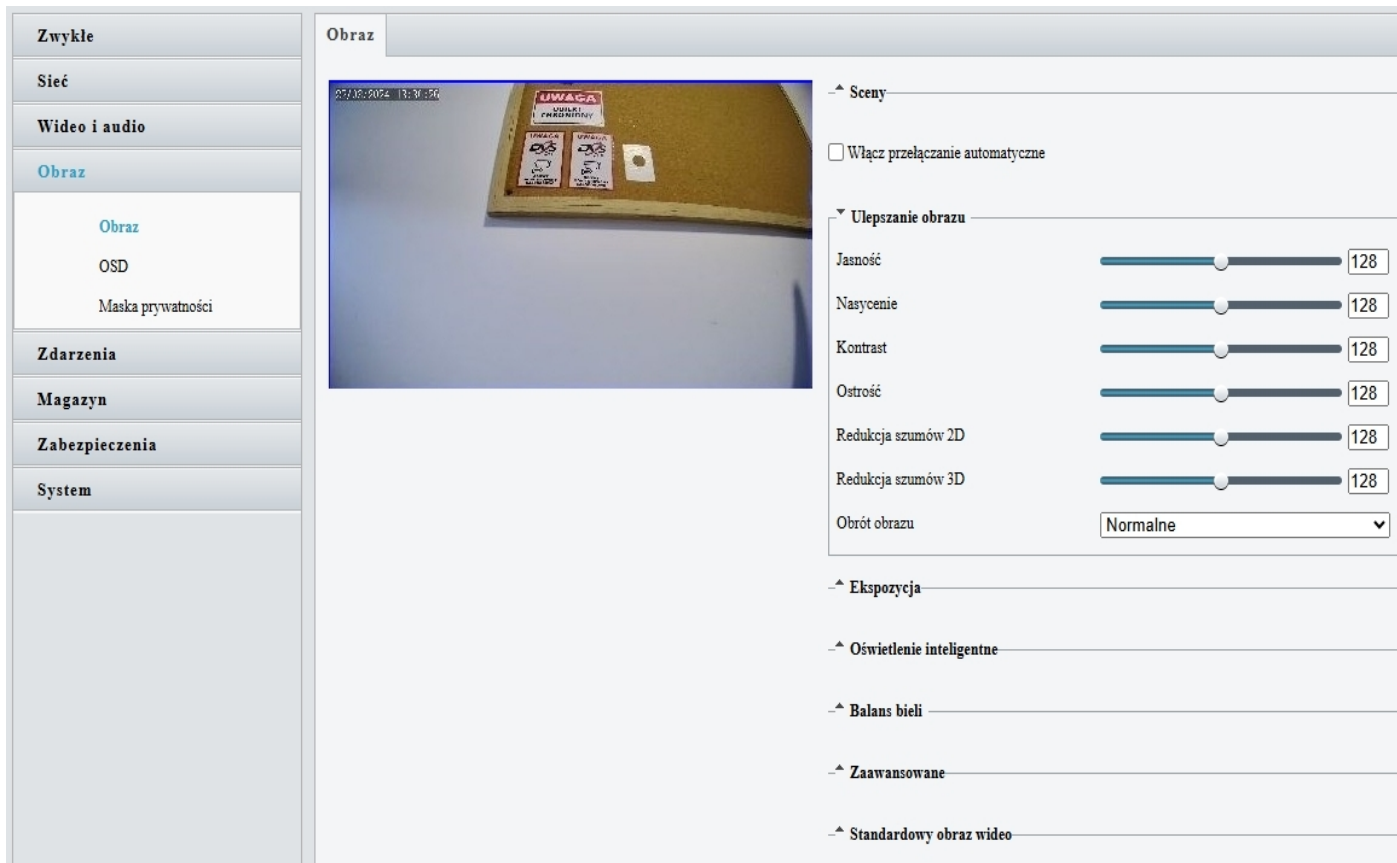 Zwykłe
Sieć
Wideo i audio
Obraz
Obraz
OSD
Maska prywatności
Zdarzenia
Magazyn
Zabezpieczenia
System
Obraz
UWAGA
OBIEKT
CHRONIONY
UWAGA
UWAGA
Sceny
Włącz przełączanie automatyczne
Ulepszanie obrazu
Jasność 128
Nasycenie 128
Kontrast 128
Ostrość 128
Redukcja szumów 2D 128
Redukcja szumów 3D 128
Obrót obrazu Normalne
Ekspozycja
Oświetlenie inteligentne
Balans bieli
Zaawansowane
Standardowy obraz wideo